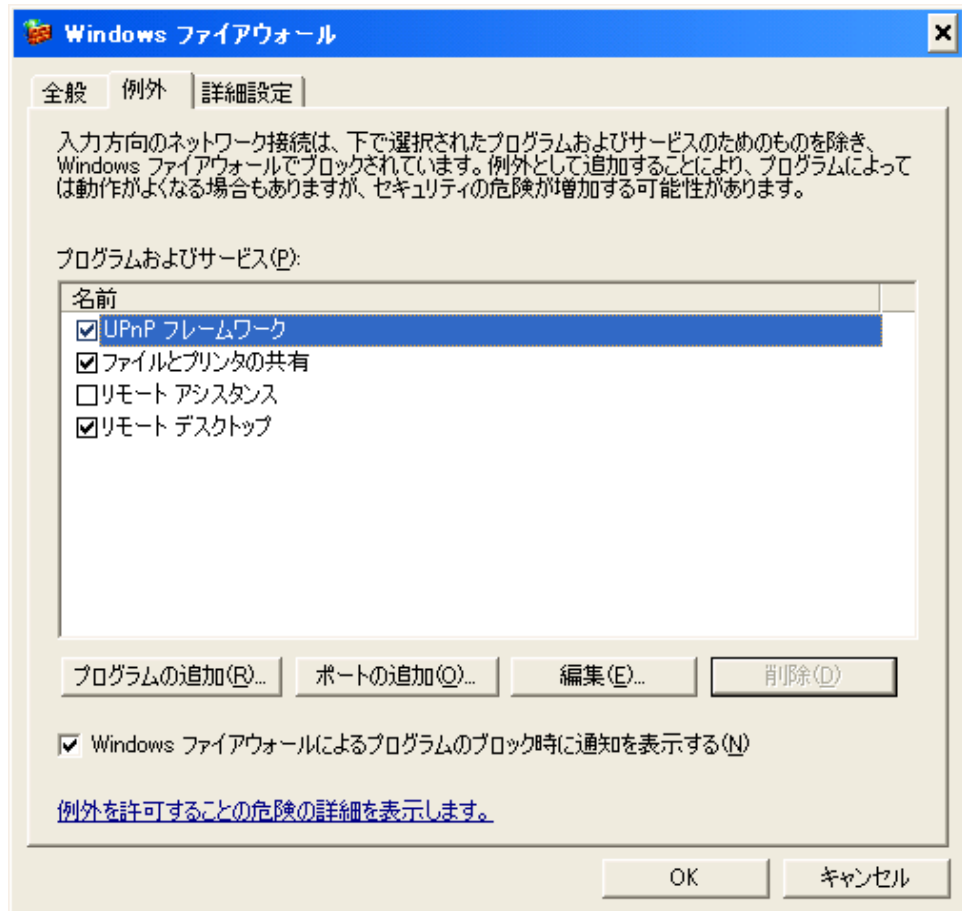 Windows ファイアウォール
全般 例外 詳細設定
入力方向のネットワーク接続は、下で選択されたプログラムおよびサービスのためのものを除き、
Windows ファイアウォールでブロックされています。例外として追加することにより、プログラムによって
は動作がよくなる場合もありますが、セキュリティの危険が増加する可能性があります。
プログラムおよびサービス(P):
名前
UPnP フレームワーク
ファイルとプリンタの共有
リモート アシスタンス
リモート デスクトップ
プログラムの追加(R)... ポートの追加(O)... 編集(E)... 削除(D)
Windows ファイアウォールによるプログラムのブロック時に通知を表示する(N)
例外を許可することの危険の詳細を表示します。
OK キャンセル